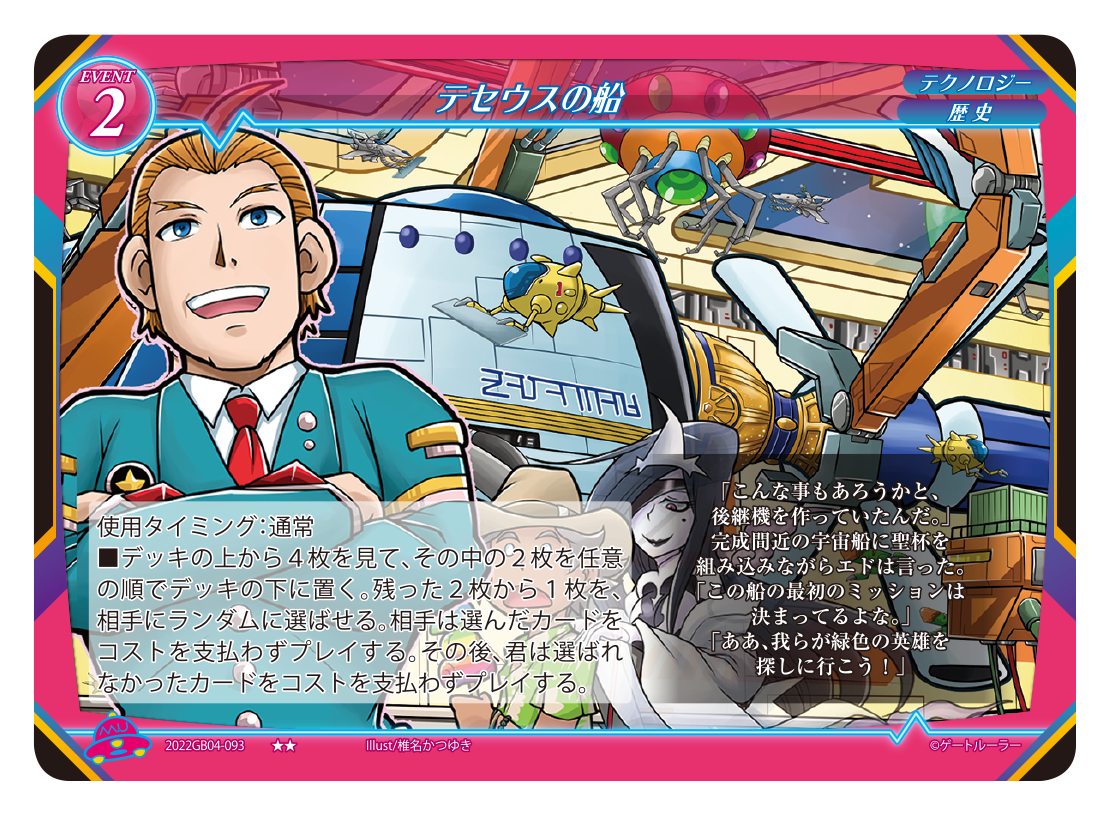 EVENT
2
テセウスの船
テクノロジー
歴史
使用タイミング：通常
■デッキの上から４枚を見て、その中の２枚を任意
の順でデッキの下に置く。残った２枚から１枚を、
相手にランダムに選ばせる。相手は選んだカードを
コストを支払わずプレイする。その後、君は選ばれ
なかったカードをコストを支払わずプレイする。
「こんな事もあろうかと、
後継機を作っていたんだ。」
完成間近の宇宙船に聖杯を
組み込みながらエドは言った。
「この船の最初のミッションは
決まってるよな。」
「ああ、我らが緑色の英雄を
探しに行こう！」
MU
2022GB04-093
★★
Illust/椎名かつゆき
©ゲートルーラー